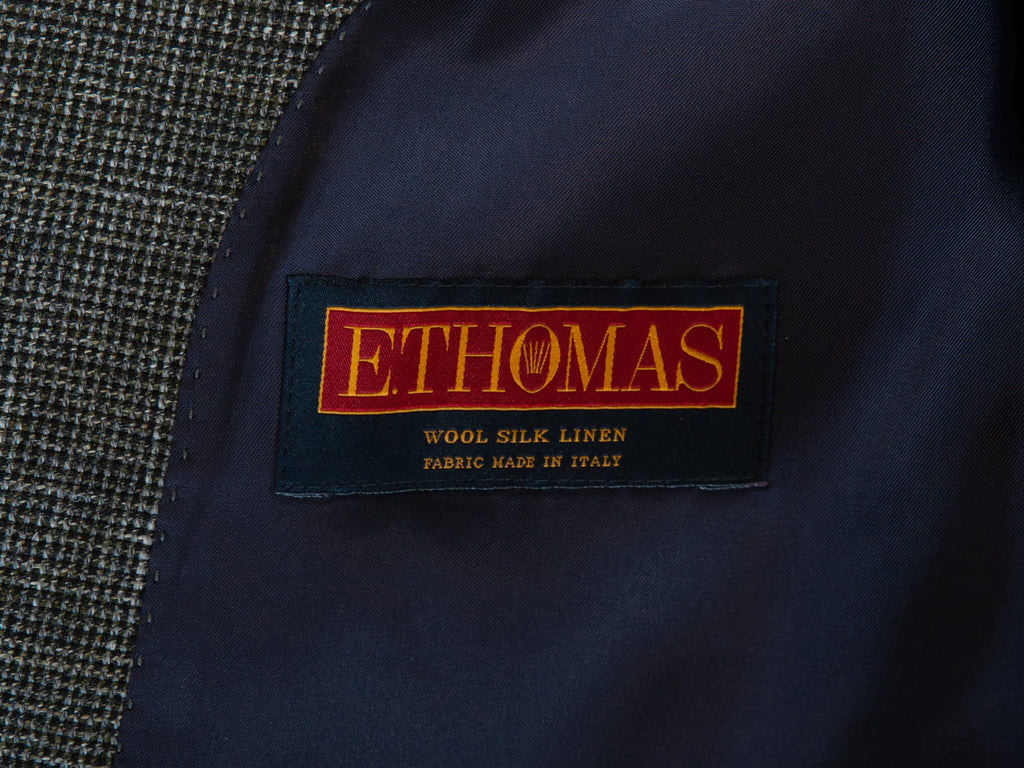 E.THOMAS
WOOL SILK LINEN
FABRIC MADE IN ITALY